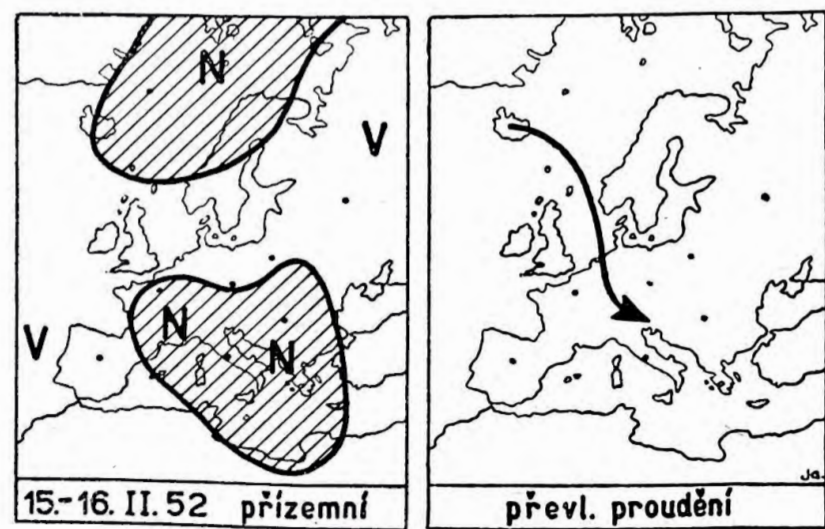 N
V
V
N
N
15.-16. II. 52 přízemní
převl. proudění
Ja.